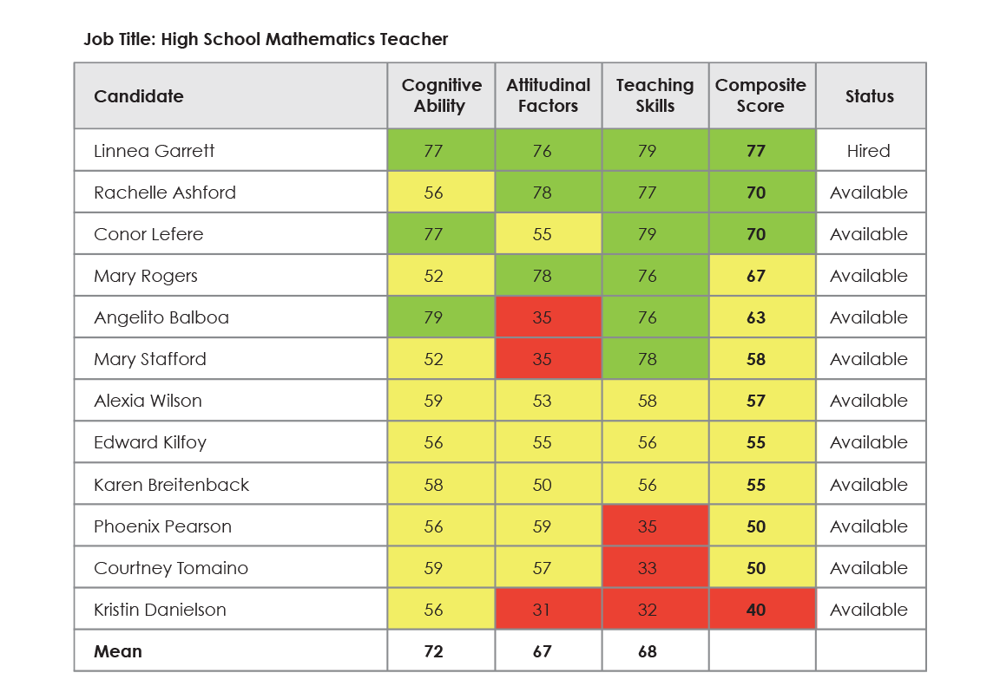 Job Title: High School Mathematics Teacher
Candidate Cognitive Ability Attitudinal Factors Teaching Skills Composite Score Status
Linnea Garrett 77 76 79 77 Hired
Rachelle Ashford 56 78 77 70 Available
Conor Lefere 77 55 79 70 Available
Mary Rogers 52 78 76 67 Available
Angelito Balboa 79 35 76 63 Available
Mary Stafford 52 35 78 58 Available
Alexia Wilson 59 53 58 57 Available
Edward Kilfoy 56 55 56 55 Available
Karen Breitenback 58 50 56 55 Available
Phoenix Pearson 56 59 35 50 Available
Courtney Tomaino 59 57 33 50 Available
Kristin Danielson 56 31 32 40 Available
Mean 72 67 68